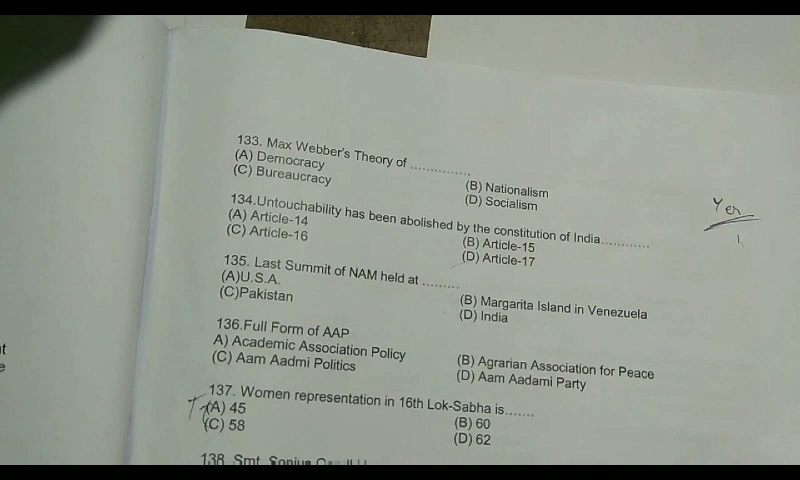 133. Max Webber's Theory of ...............
(A) Democracy
(B) Nationalism
(C) Bureaucracy
(D) Socialism
134.Untouchability has been abolished by the constitution of India............
(A) Article-14
(B) Article-15
(C) Article-16
(D) Article-17
135. Last Summit of NAM held at .........
(A)U.S.A.
(B) Margarita Island in Venezuela
(C)Pakistan
(D) India
136.Full Form of AAP
A) Academic Association Policy
(B) Agrarian Association for Peace
(C) Aam Aadmi Politics
(D) Aam Aadami Party
137. Women representation in 16th Lok-Sabha is.......
(A) 45
(B) 60
(C) 58
(D) 62
138. Smt. Sonius